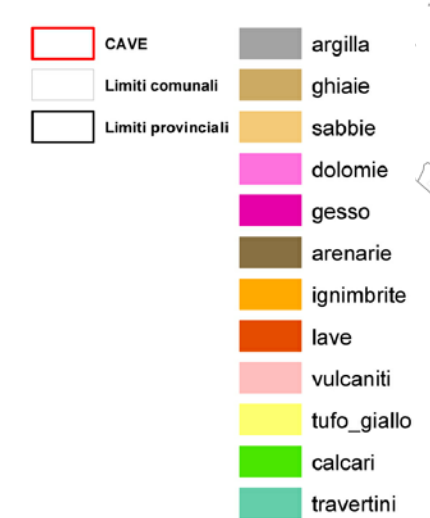 CAVE
Limiti comunali
Limiti provinciali
argilla
ghiaie
sabbie
dolomie
gesso
arenarie
ignimbrite
lave
vulcaniti
tufo_giallo
calcari
travertini